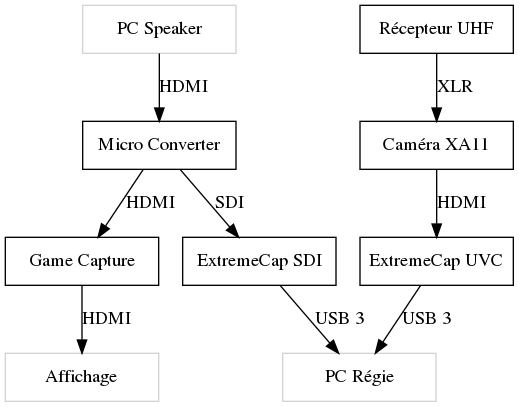 PC Speaker
Récepteur UHF
HDMI
XLR
Micro Converter
Caméra XA11
HDMI
SDI
HDMI
Game Capture
ExtremeCap SDI
ExtremeCap UVC
HDMI
USB 3
USB 3
Affichage
PC Régie